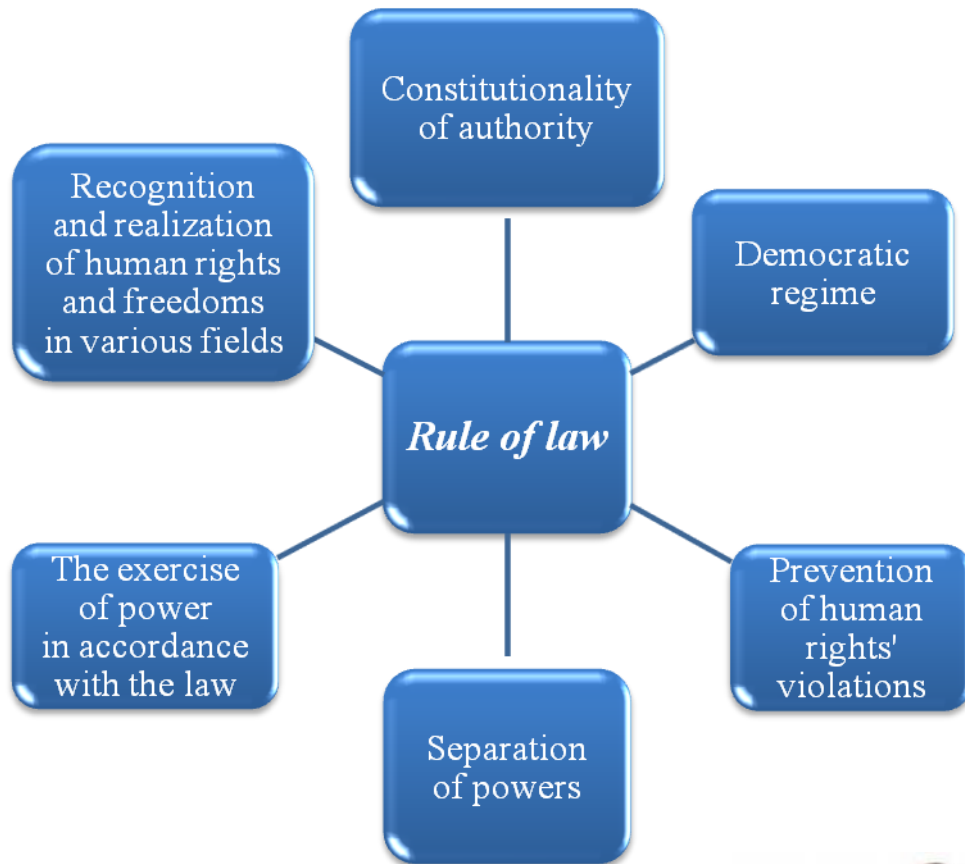 Constitutionality
of authority
Recognition
and realization
of human rights
and freedoms
in various fields
Democratic
regime
Rule of law
The exercise
of power
in accordance
with the law
Prevention
of human
rights'
violations
Separation
of powers